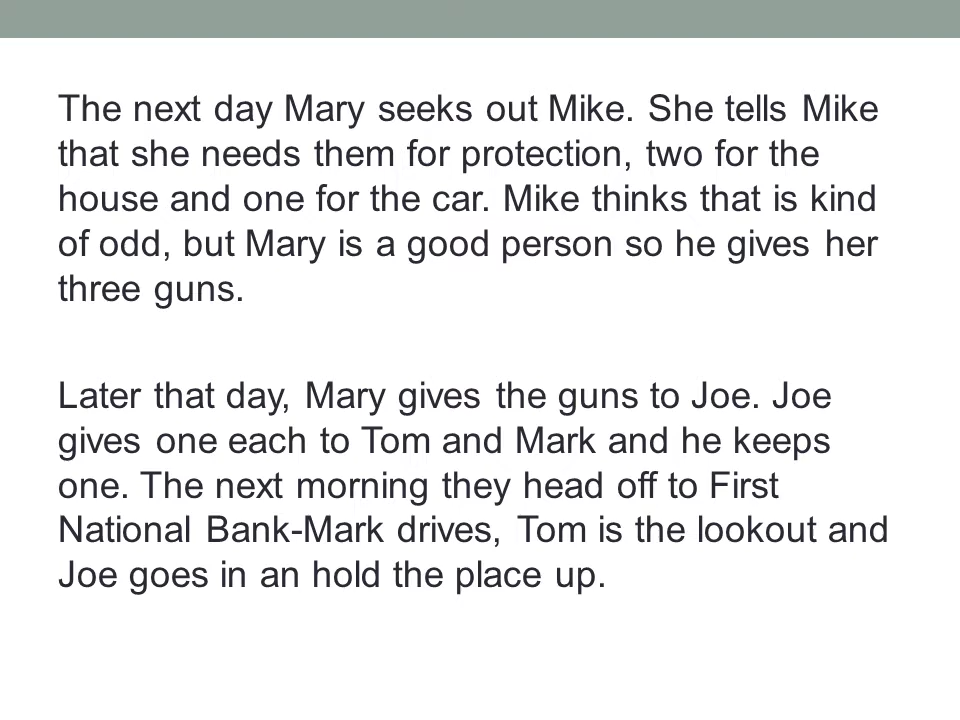 The next day Mary seeks out Mike. She tells Mike
that she needs them for protection, two for the
house and one for the car. Mike thinks that is kind
of odd, but Mary is a good person so he gives her
three guns.
Later that day, Mary gives the guns to Joe. Joe
gives one each to Tom and Mark and he keeps
one. The next morning they head off to First
National Bank-Mark drives, Tom is the lookout and
Joe goes in an hold the place up.